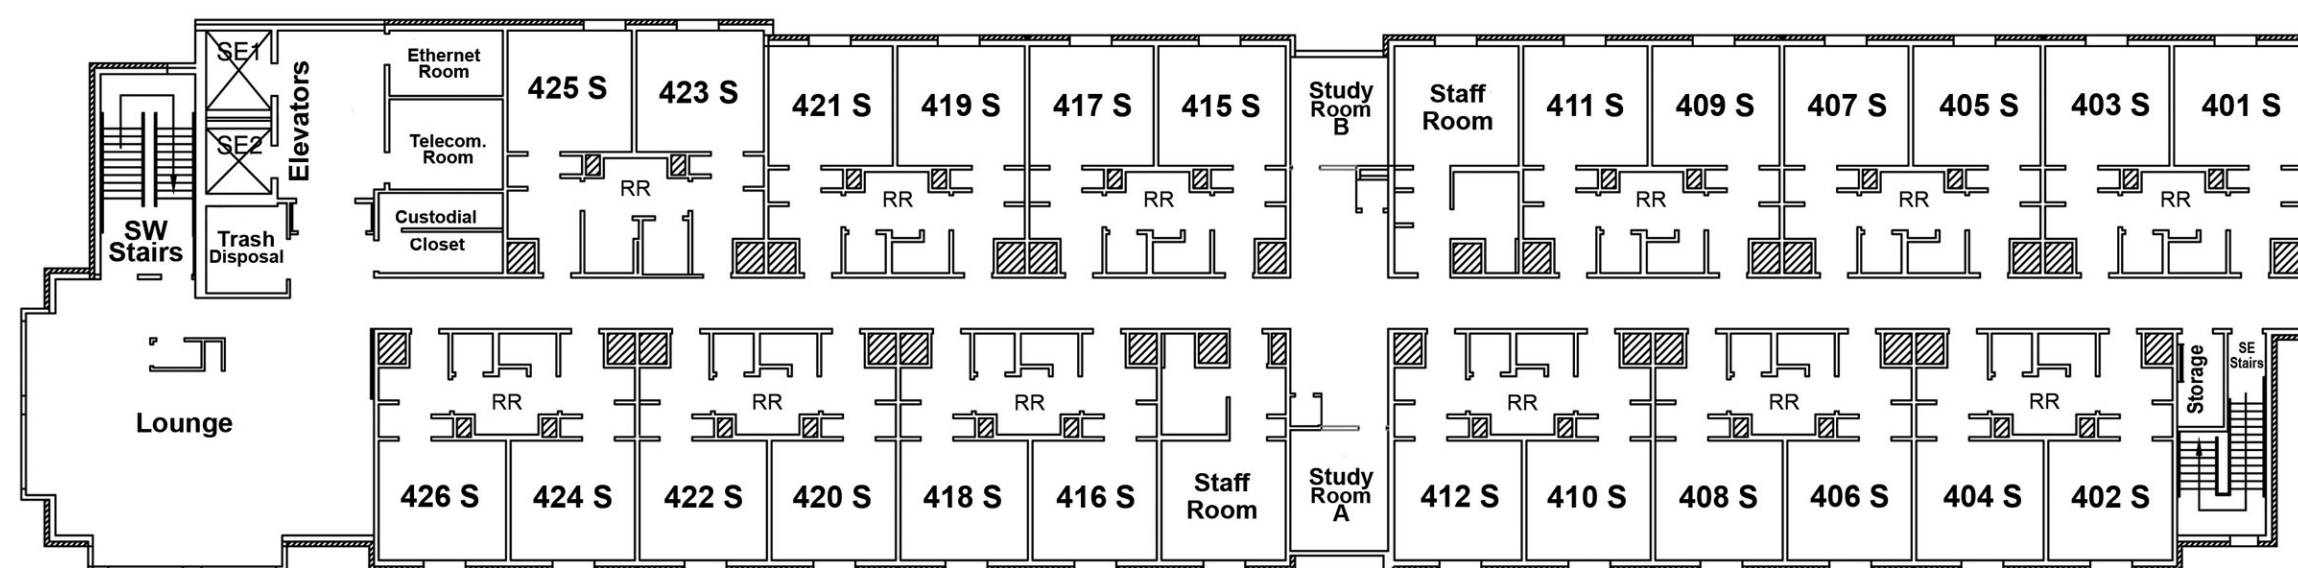 SE1
SE2
Elevators
Ethernet
Room
Telecom.
Room
Custodial
Closet
SW
Stairs
Trash
Disposal
425 S
423 S
RR
421 S
419 S
RR
417 S
415 S
RR
Study
Room
B
Staff
Room
411 S
409 S
RR
407 S
405 S
RR
403 S
401 S
RR
Lounge
RR
426 S
424 S
RR
422 S
420 S
RR
418 S
416 S
Staff
Room
Study
Room
A
RR
412 S
410 S
RR
408 S
406 S
RR
404 S
402 S
Storage
SE
Stairs